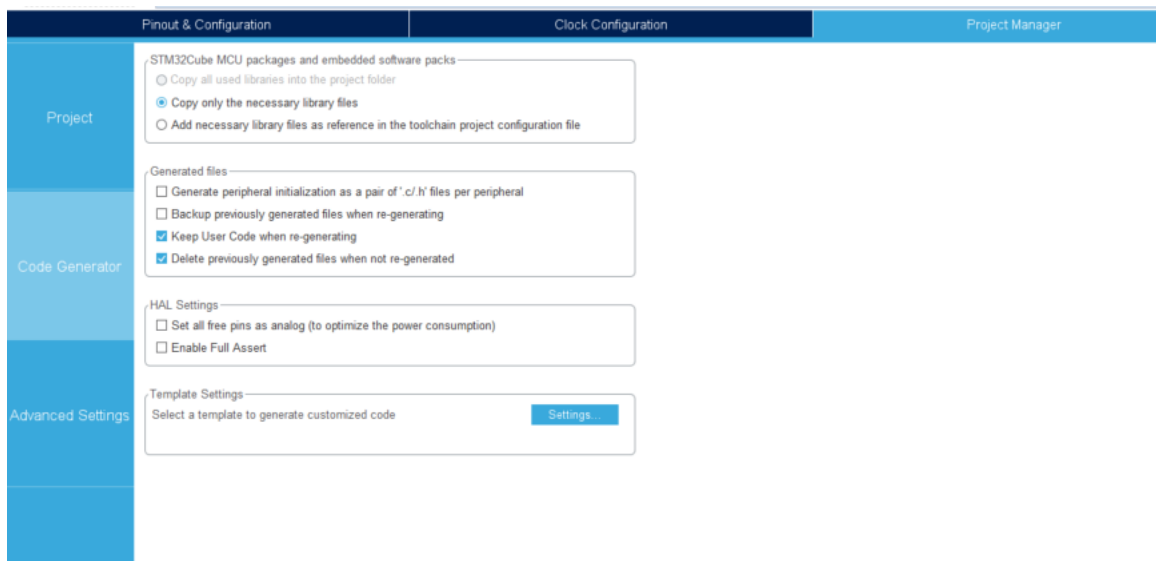 Pinout & Configuration
Clock Configuration
Project Manager
Project
Code Generator
Advanced Settings
STM32Cube MCU packages and embedded software packs
Copy all used libraries into the project folder
Copy only the necessary library files
Add necessary library files as reference in the toolchain project configuration file
Generated files
Generate peripheral initialization as a pair of '.c/.h' files per peripheral
Backup previously generated files when re-generating
Keep User Code when re-generating
Delete previously generated files when not re-generated
HAL Settings
Set all free pins as analog (to optimize the power consumption)
Enable Full Assert
Template Settings
Select a template to generate customized code
Settings...